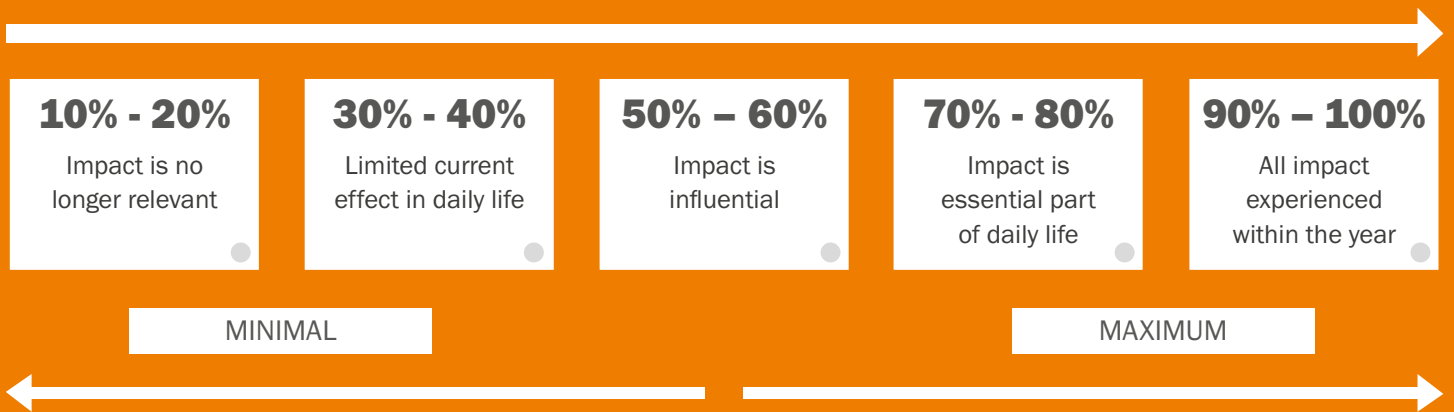 10% - 20%
Impact is no
longer relevant
30% - 40%
Limited current
effect in daily life
50% – 60%
Impact is
influential
70% - 80%
Impact is
essential part
of daily life
90% – 100%
All impact
experienced
within the year
MINIMAL
MAXIMUM